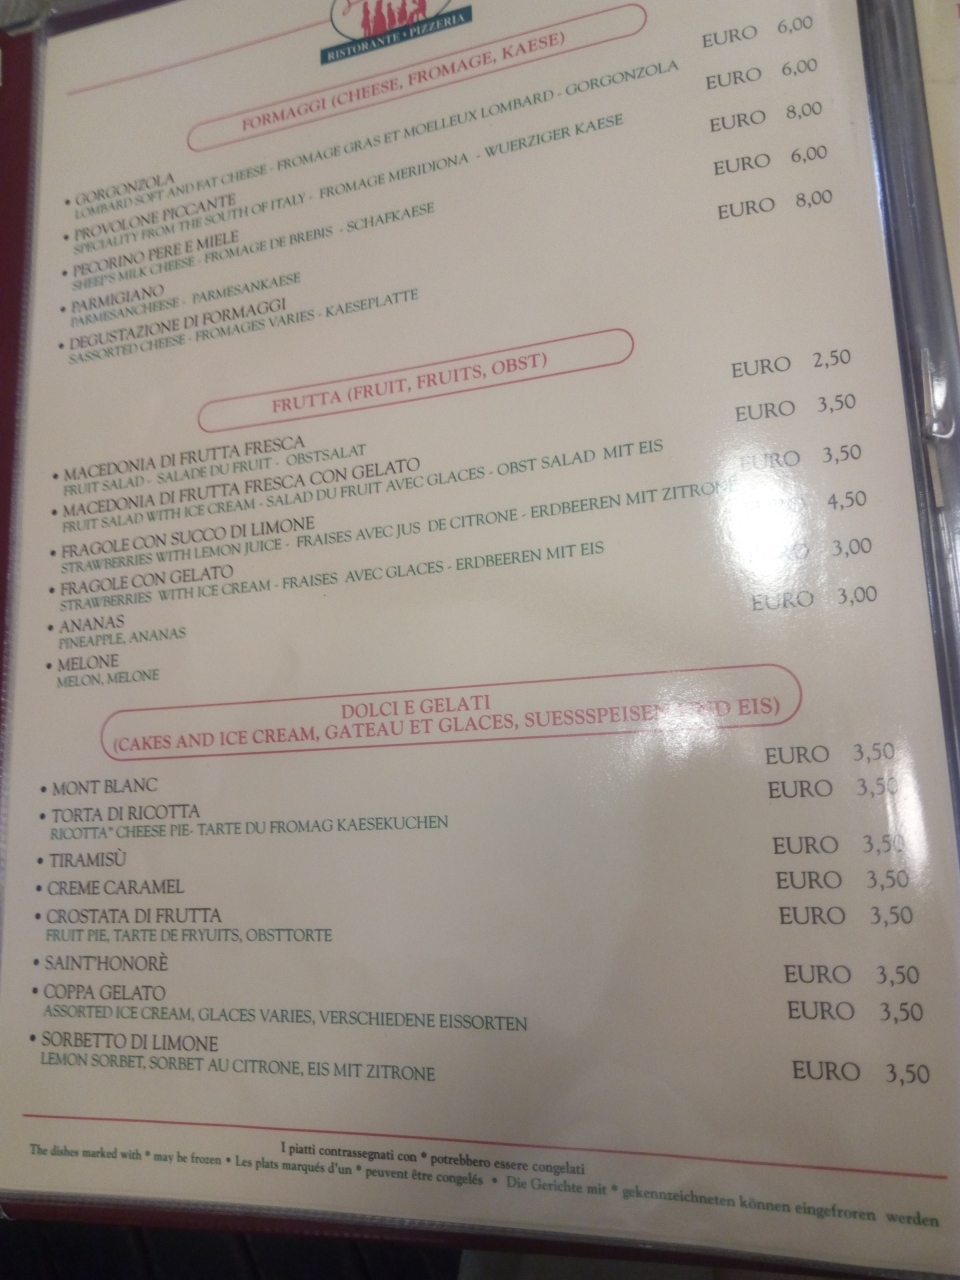 RISTORANTE • PIZZERIA
FORMAGGI (CHEESE, FROMAGE, KAESE)
• GORGONZOLA EURO 6,00
LOMBARD SOFT AND FAT CHEESE - FROMAGE GRAS ET MOELLEUX LOMBARD - GORGONZOLA
• PROVOLONE PICCANTE EURO 6,00
SPECIALITY FROM THE SOUTH OF ITALY - FROMAGE MERIDIONA - WUERZIGER KAESE
• PECORINO PERE E MIELE EURO 8,00
SHEEP'S MILK CHEESE - FROMAGE DE BREBIS - SCHAFKAESE
• PARMIGIANO EURO 6,00
PARMESANCHEESE - PARMESANKAESE
• DEGUSTAZIONE DI FORMAGGI EURO 8,00
SASSORTED CHEESE - FROMAGES VARIES - KAESEPLATTE
FRUTTA (FRUIT, FRUITS, OBST)
• MACEDONIA DI FRUTTA FRESCA EURO 2,50
FRUIT SALAD - SALADE DU FRUIT - OBSTSALAT
• MACEDONIA DI FRUTTA FRESCA CON GELATO EURO 3,50
FRUIT SALAD WITH ICE CREAM - SALAD DU FRUIT AVEC GLACES - OBST SALAD MIT EIS
• FRAGOLE CON SUCCO DI LIMONE EURO 3,50
STRAWBERRIES WITH LEMON JUICE - FRAISES AVEC JUS DE CITRONE - ERDBEEREN MIT
• FRAGOLE CON GELATO 4,50
STRAWBERRIES WITH ICE CREAM - FRAISES AVEC GLACES - ERDBEEREN MIT EIS
• ANANAS 3,00
PINEAPPLE, ANANAS
• MELONE EURO 3,00
MELON, MELONE
DOLCI E GELATI
(CAKES AND ICE CREAM, GATEAU ET GLACES, SUESSSPEISEN UND EIS)
• MONT BLANC EURO 3,50
• TORTA DI RICOTTA EURO 3,50
RICOTTA" CHEESE PIE- TARTE DU FROMAG KAESEKUCHEN
• TIRAMISÙ EURO 3,50
• CREME CARAMEL EURO 3,50
• CROSTATA DI FRUTTA EURO 3,50
FRUIT PIE, TARTE DE FRYUITS, OBSTTORTE
• SAINT'HONORÈ EURO 3,50
• COPPA GELATO EURO 3,50
ASSORTED ICE CREAM, GLACES VARIES, VERSCHIEDENE EISSORTEN
• SORBETTO DI LIMONE EURO 3,50
LEMON SORBET, SORBET AU CITRONE, EIS MIT ZITRONE
I piatti contrassegnati con * potrebbero essere congelati
The dishes marked with * may be frozen • Les plats marqués d'un * peuvent être congelés • Die Gerichte mit * gekennzeichneten können eingefroren werden